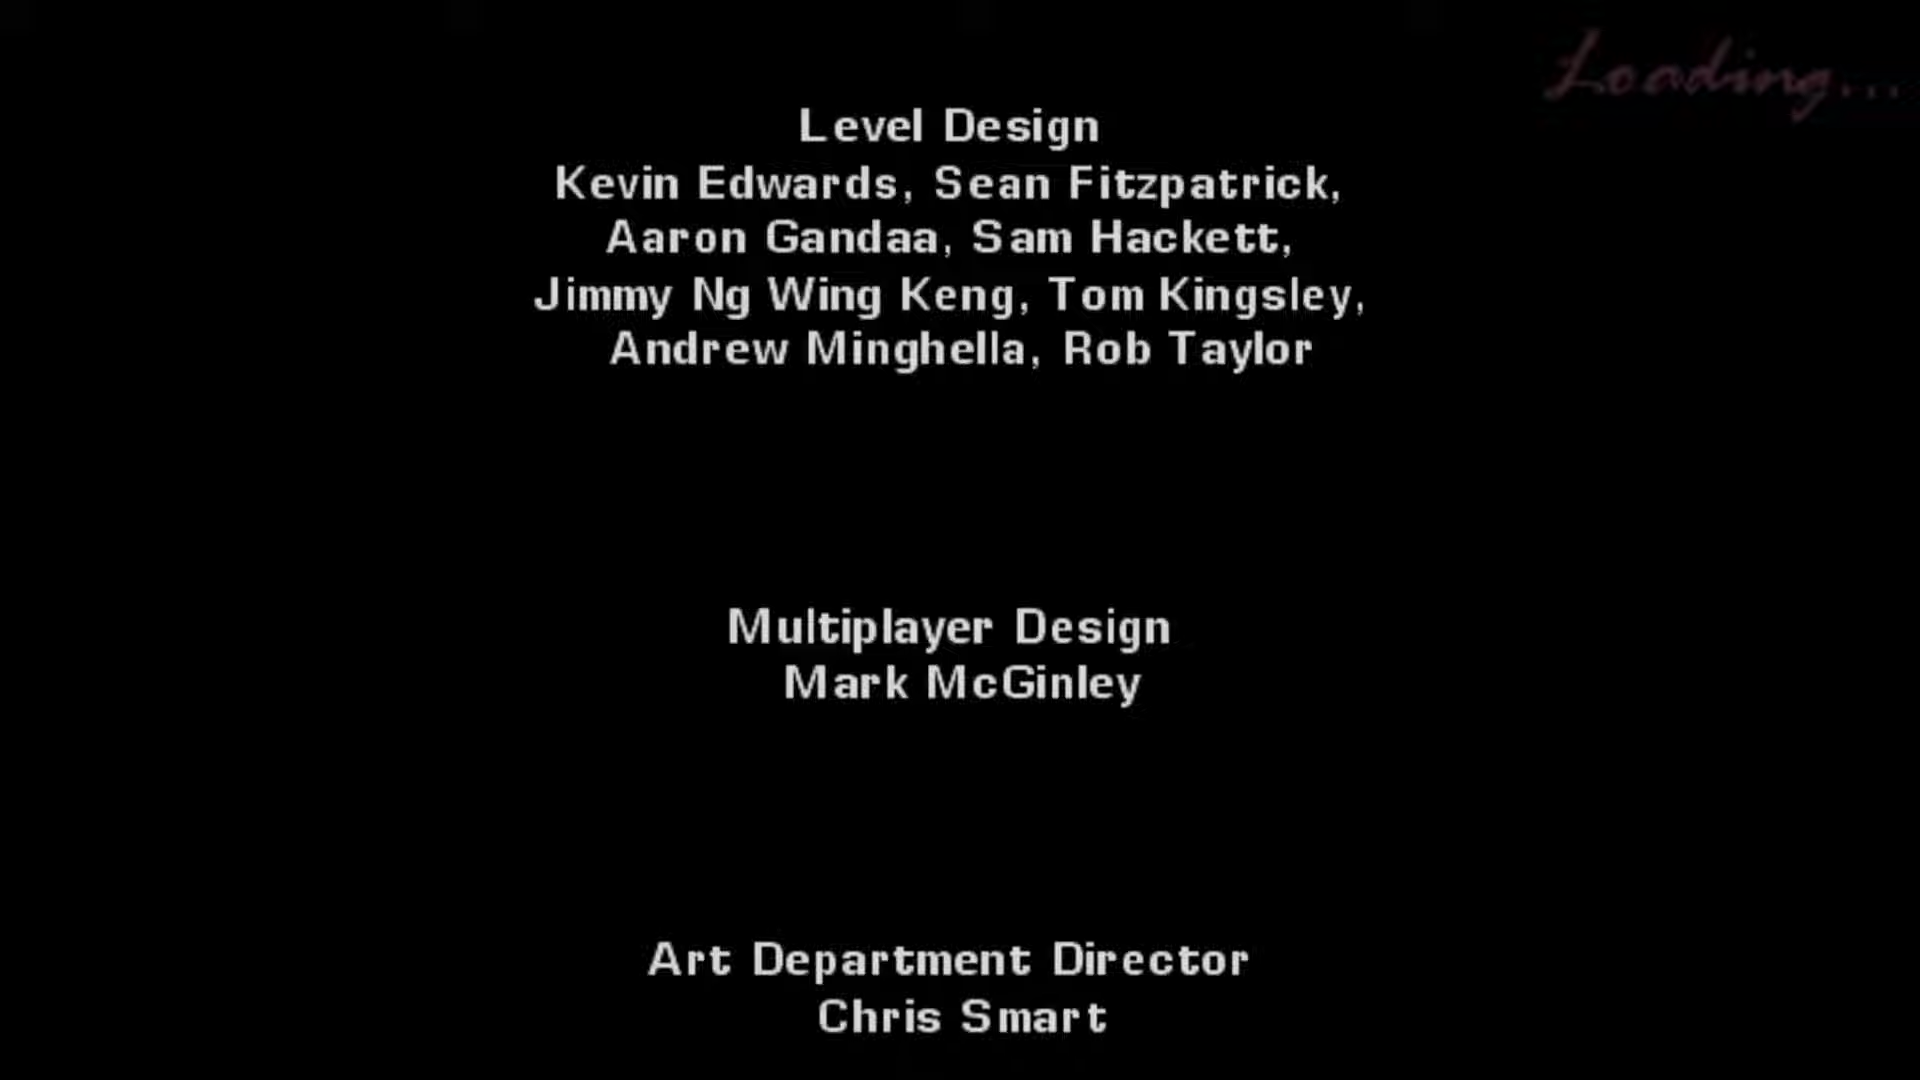 Loading...
Level Design
Kevin Edwards, Sean Fitzpatrick,
Aaron Gandaa, Sam Hackett,
Jimmy Ng Wing Keng, Tom Kingsley,
Andrew Minghella, Rob Taylor
Multiplayer Design
Mark McGinley
Art Department Director
Chris Smart